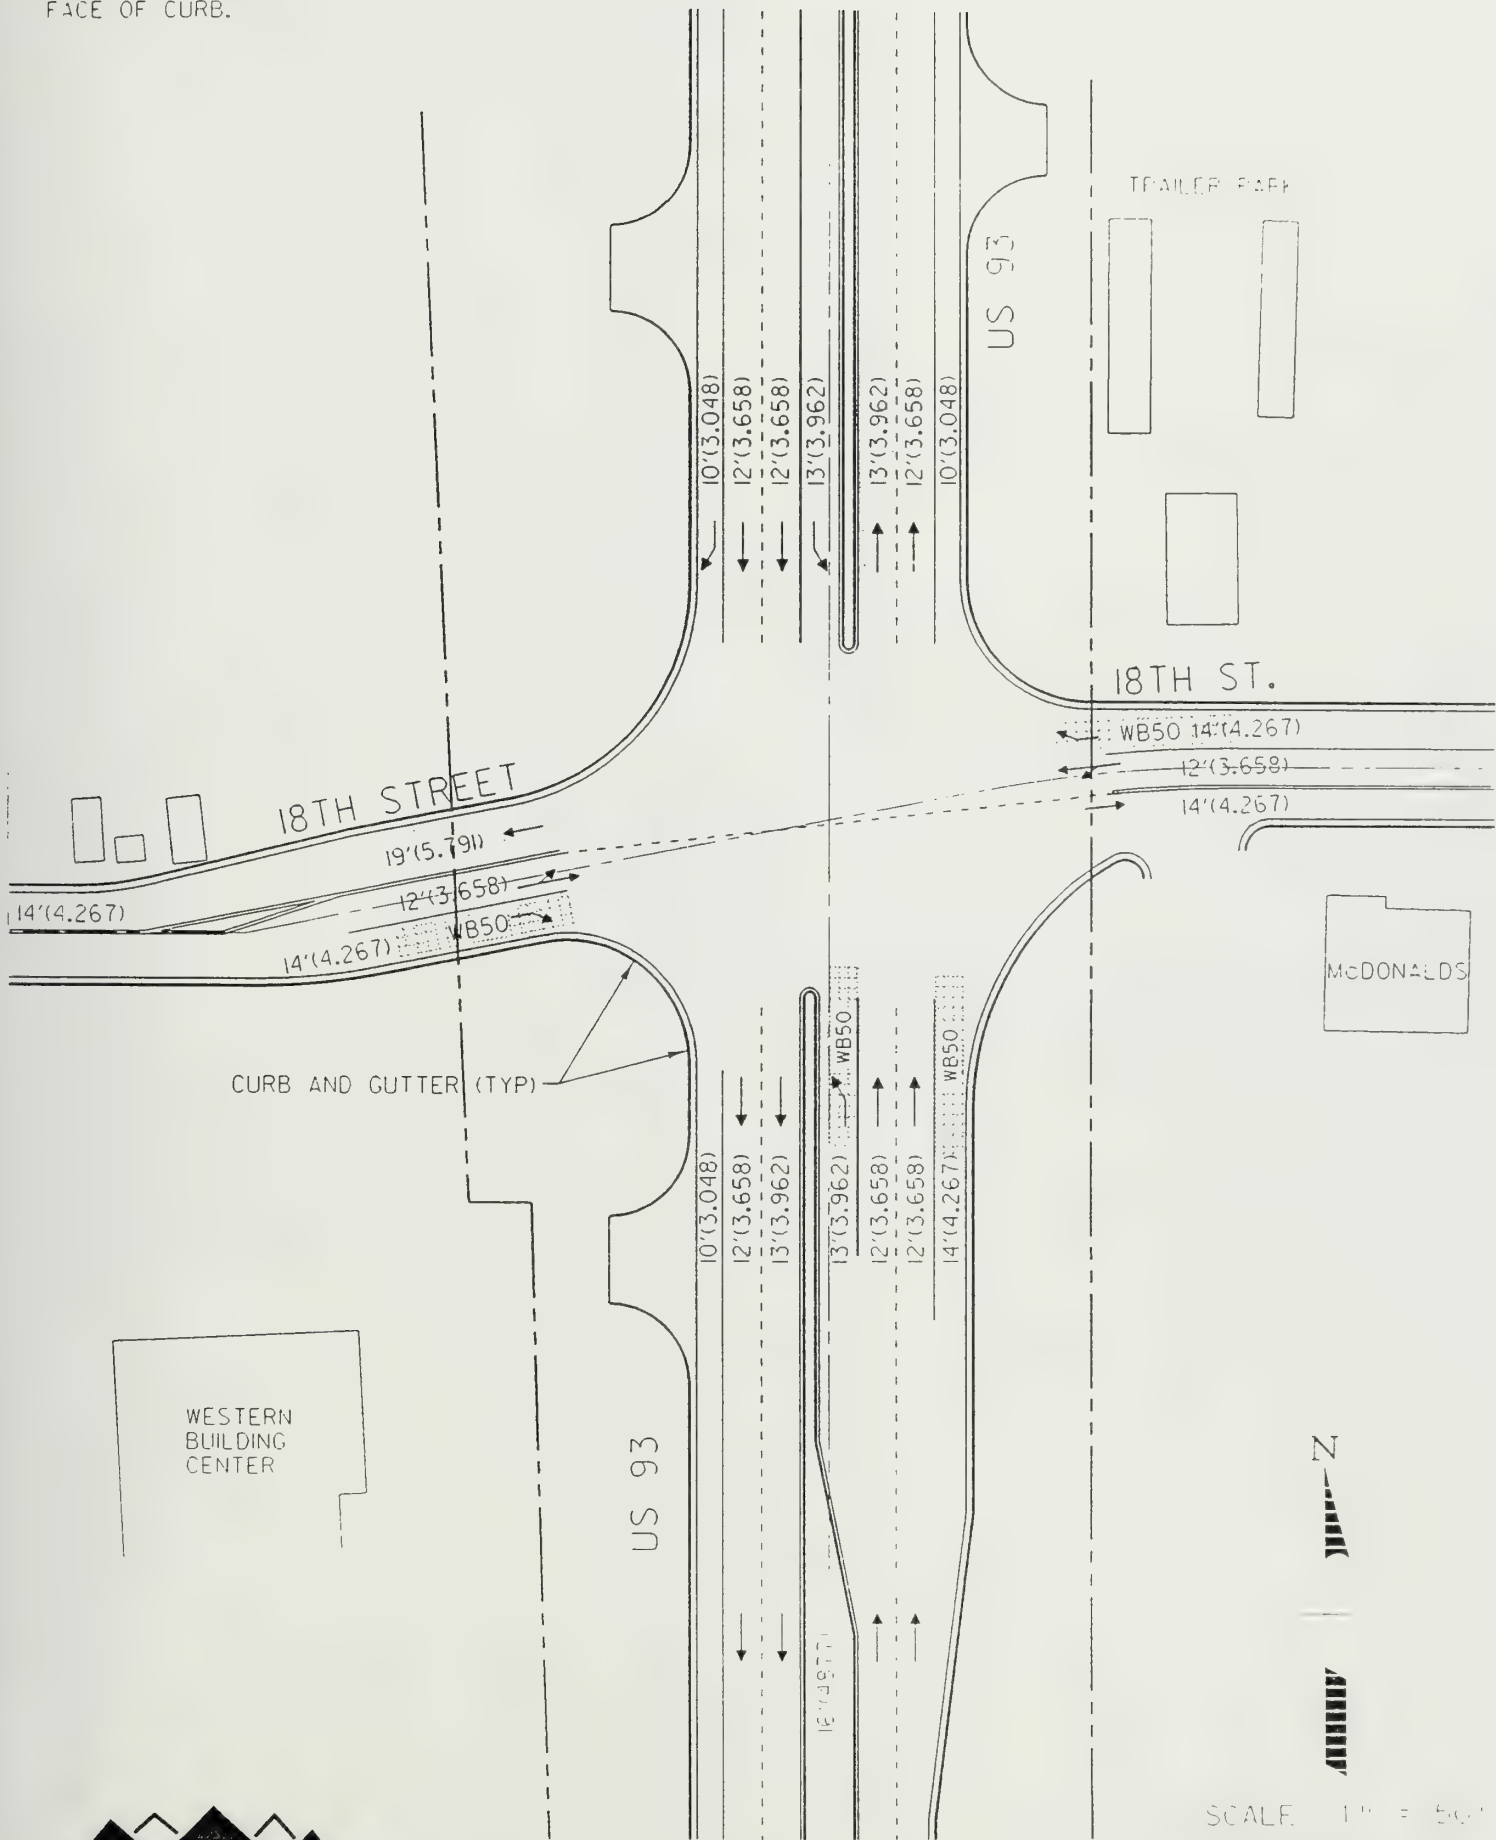 FACE OF CURB.
TRAILER PARK
US 93
10'(3.048)
12'(3.658)
12'(3.658)
13'(3.962)
13'(3.962)
12'(3.658)
10'(3.048)
18TH ST.
WB50 14'(4.267)
12'(3.658)
14'(4.267)
18TH STREET
19'(5.791)
12'(3.658)
14'(4.267)
WB50
14'(4.267)
McDONALDS
WB50
WB50
CURB AND GUTTER (TYP)
10'(3.048)
12'(3.658)
13'(3.962)
13'(3.962)
12'(3.658)
12'(3.658)
14'(4.267)
WESTERN
BUILDING
CENTER
US 93
N
SCALE